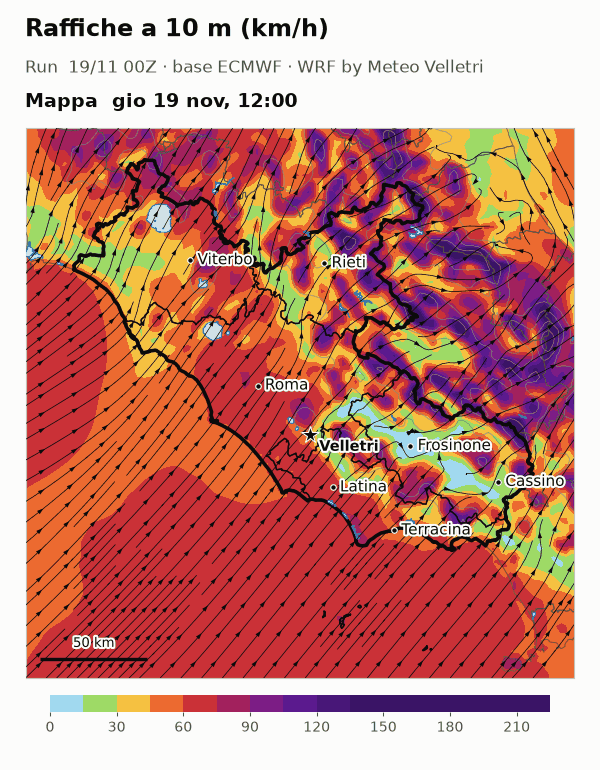 Raffiche a 10 m (km/h)
Run 19/11 00Z · base ECMWF · WRF by Meteo Velletri
Mappa gio 19 nov, 12:00
Viterbo
Rieti
Roma
Velletri
Frosinone
Cassino
Latina
Terracina
50 km
0 30 60 90 120 150 180 210